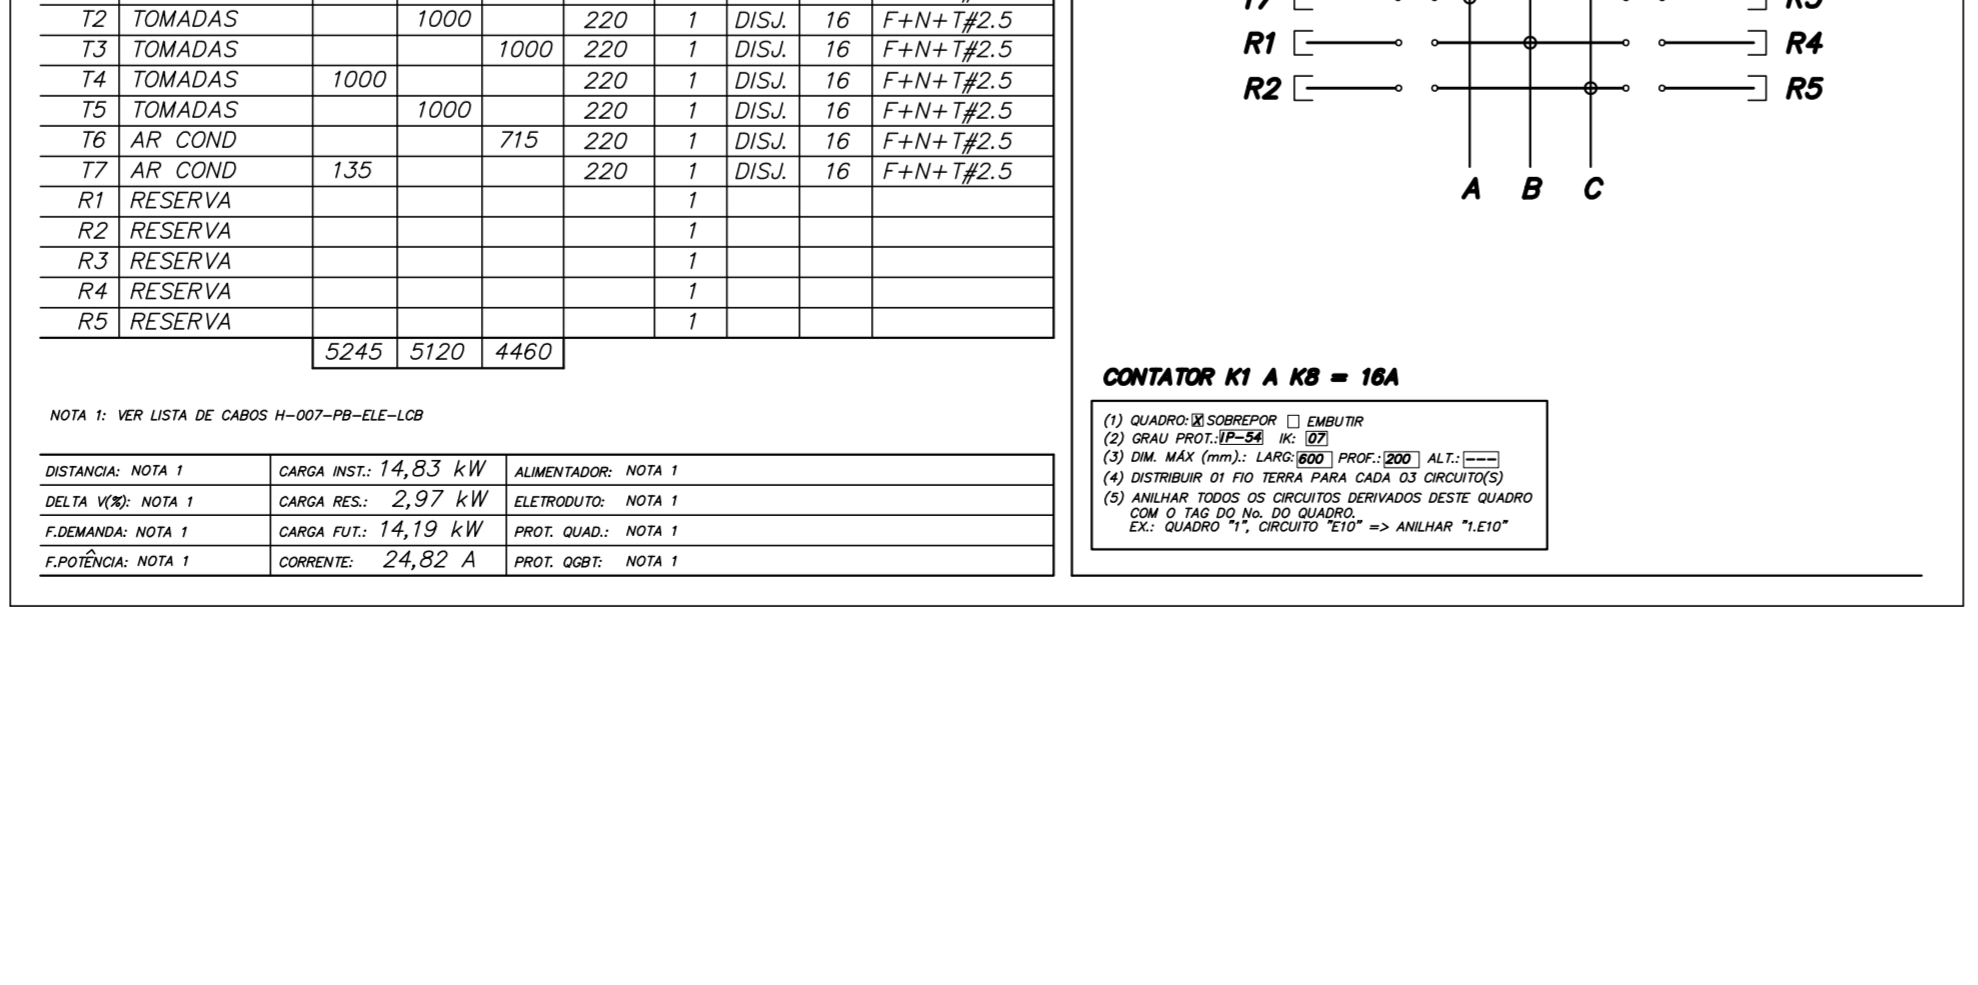 T2 TOMADAS 1000 220 1 DISJ. 16 F+N+T#2.5
T3 TOMADAS 1000 220 1 DISJ. 16 F+N+T#2.5
T4 TOMADAS 1000 220 1 DISJ. 16 F+N+T#2.5
T5 TOMADAS 1000 220 1 DISJ. 16 F+N+T#2.5
T6 AR COND 715 220 1 DISJ. 16 F+N+T#2.5
T7 AR COND 135 220 1 DISJ. 16 F+N+T#2.5
R1 RESERVA 1
R2 RESERVA 1
R3 RESERVA 1
R4 RESERVA 1
R5 RESERVA 1
5245 5120 4460
NOTA 1: VER LISTA DE CABOS H-007-PB-ELE-LCB
DISTANCIA: NOTA 1 CARGA INST.: 14,83 kW ALIMENTADOR: NOTA 1
DELTA V(%): NOTA 1 CARGA RES.: 2,97 kW ELETRODUTO: NOTA 1
F.DEMANDA: NOTA 1 CARGA FUT.: 14,19 kW PROT. QUAD.: NOTA 1
F.POTÊNCIA: NOTA 1 CORRENTE: 24,82 A PROT. QGBT: NOTA 1
T7 R3
R1 R4
R2 R5
A B C
CONTATOR K1 A K8 = 16A
(1) QUADRO: X SOBREPOR EMBUTIR
(2) GRAU PROT.: IP-54 IK: 07
(3) DIM. MÁX (mm).: LARG: 600 PROF.: 200 ALT.: ---
(4) DISTRIBUIR 01 FIO TERRA PARA CADA 03 CIRCUITO(S)
(5) ANILHAR TODOS OS CIRCUITOS DERIVADOS DESTE QUADRO
COM O TAG DO No. DO QUADRO.
EX.: QUADRO "1", CIRCUITO "E10" => ANILHAR "1.E10"